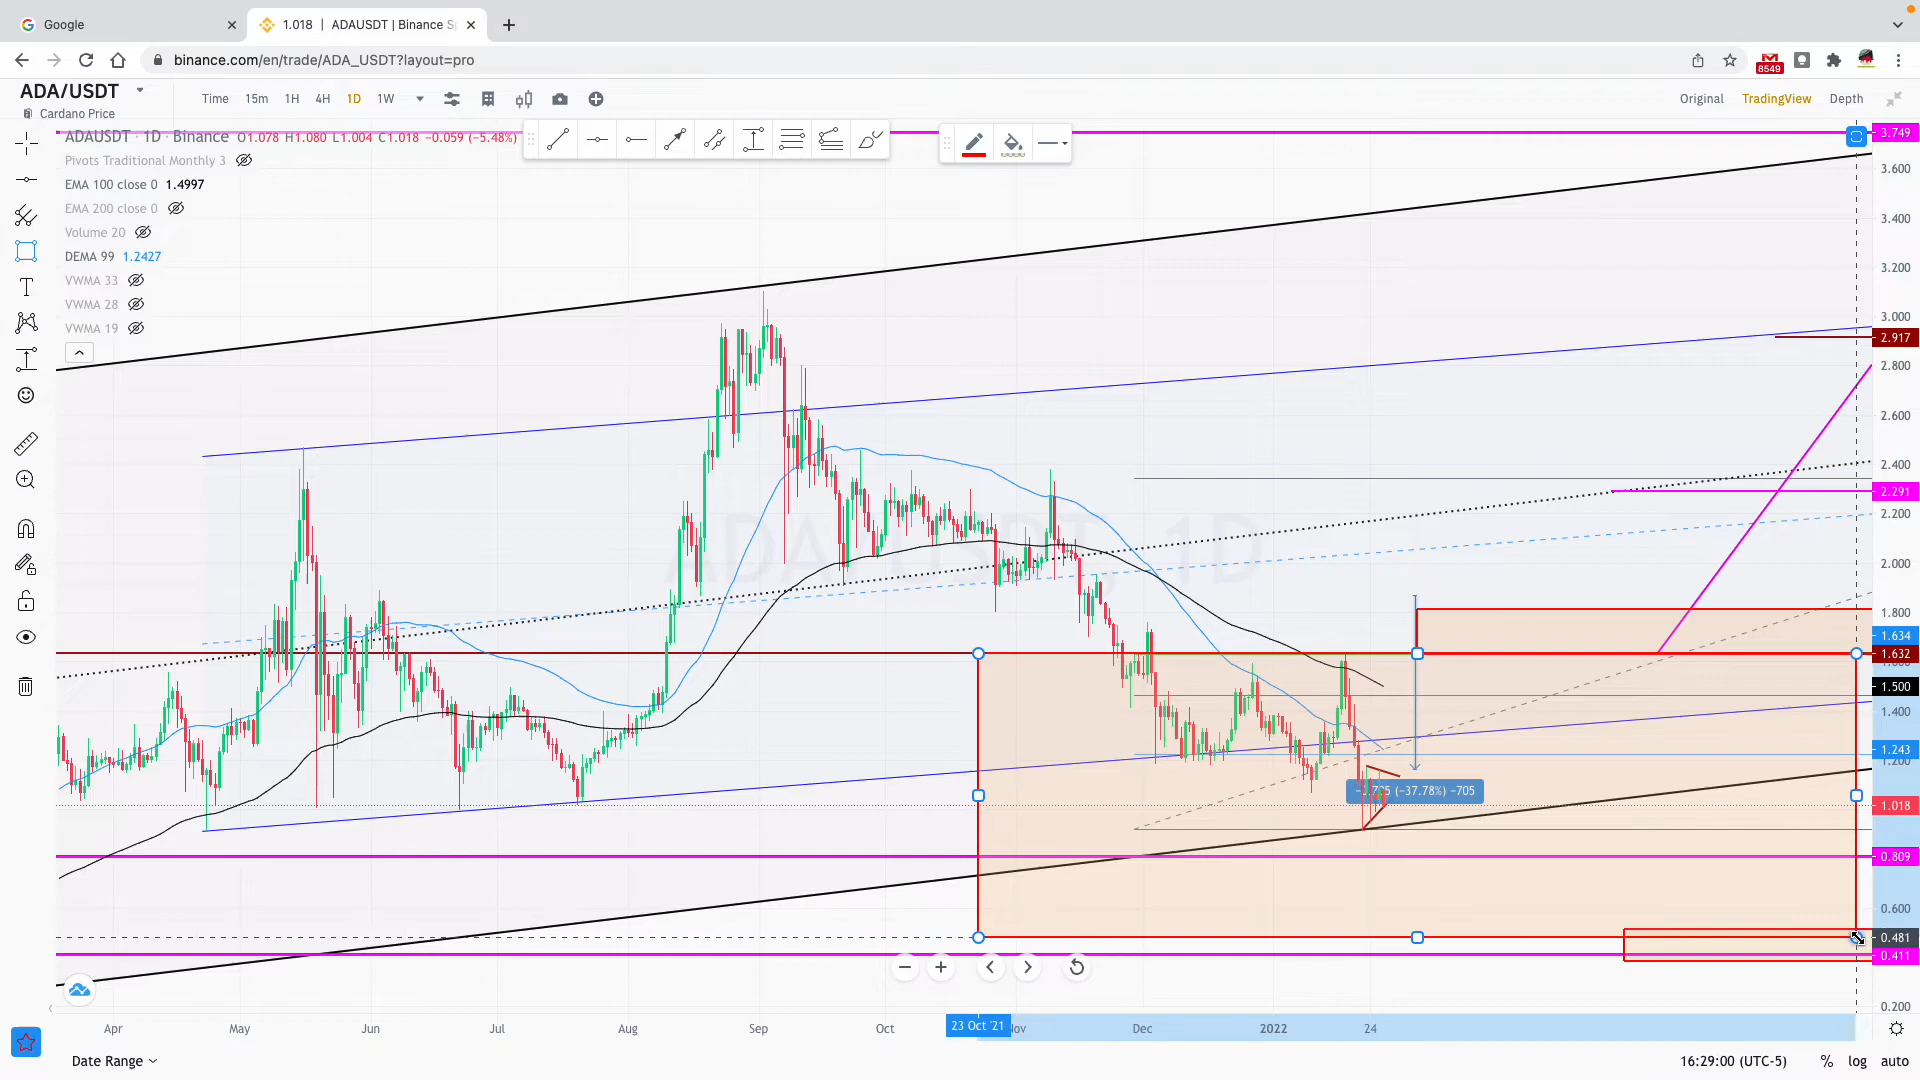 Google
1.018 | ADAUSDT | Binance S
binance.com/en/trade/ADA_USDT?layout=pro
8549
ADA/USDT
Cardano Price
Time 15m 1H 4H 1D 1W
Original TradingView Depth
ADAUSDT · 1D · Binance O1.078 H1.080 L1.004 C1.018 −0.059 (−5.48%)
Pivots Traditional Monthly 3
EMA 100 close 0 1.4997
EMA 200 close 0
Volume 20
DEMA 99 1.2427
VWMA 33
VWMA 28
VWMA 19
3.749
3.600
3.400
3.200
3.000
2.917
2.800
2.600
2.400
2.291
2.200
2.000
1.800
1.634
1.632
1.500
1.400
1.243
1.200
1.018
0.809
0.600
0.481
0.411
0.200
ADAUSDT, 1D
(−37.78%) −705
Apr May Jun Jul Aug Sep Oct 23 Oct '21 Nov Dec 2022 24
Date Range
16:29:00 (UTC-5) % log auto